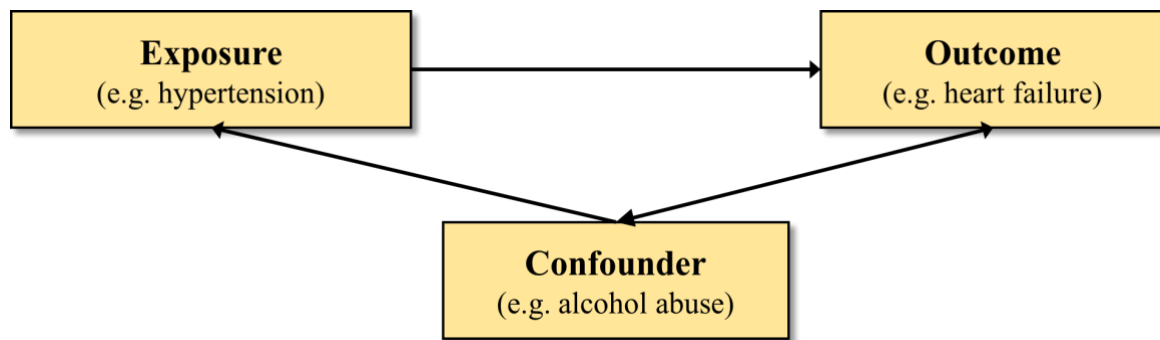 Exposure
(e.g. hypertension)
Outcome
(e.g. heart failure)
Confounder
(e.g. alcohol abuse)